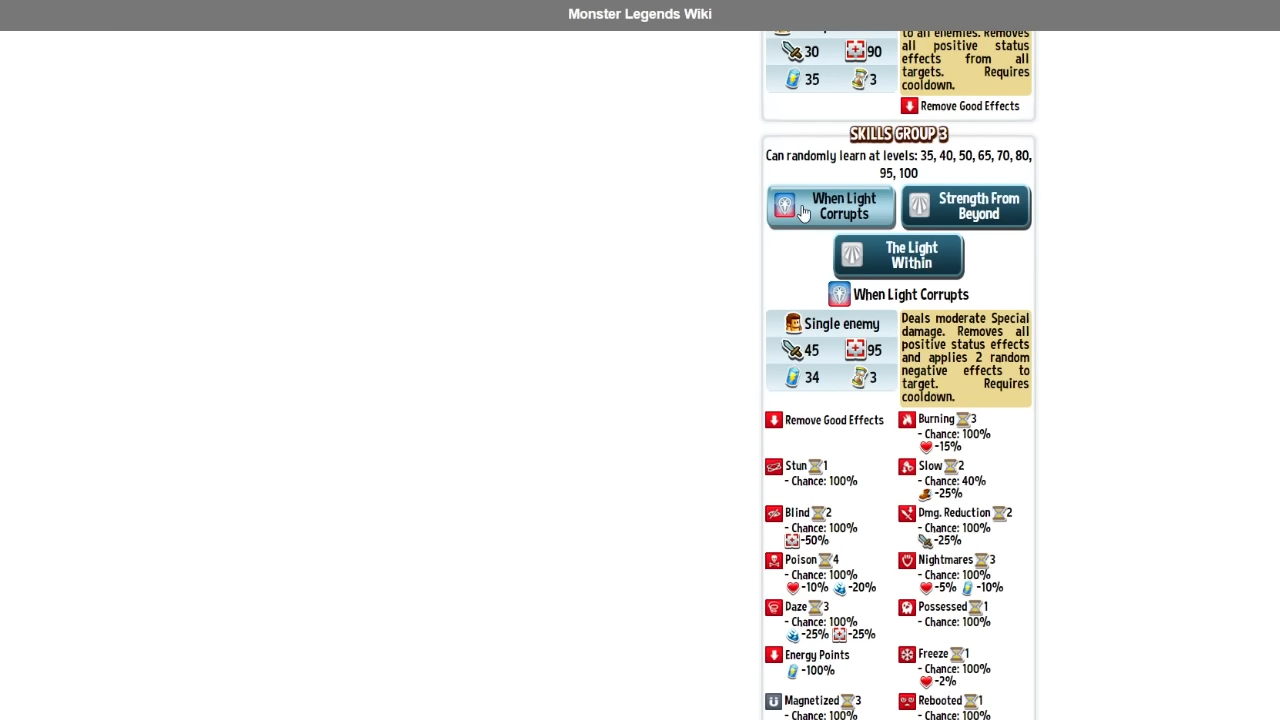 Monster Legends Wiki
to all enemies. Removes
all positive status
effects from all
targets. Requires
cooldown.
30 90
35 3
Remove Good Effects
SKILLS GROUP 3
Can randomly learn at levels: 35, 40, 50, 65, 70, 80,
95, 100
When Light
Corrupts
Strength From
Beyond
The Light
Within
When Light Corrupts
Single enemy
45 95
34 3
Deals moderate Special
damage. Removes all
positive status effects
and applies 2 random
negative effects to
target. Requires
cooldown.
Remove Good Effects
Burning 3
- Chance: 100%
-15%
Stun 1
- Chance: 100%
Slow 2
- Chance: 40%
-25%
Blind 2
- Chance: 100%
-50%
Dmg. Reduction 2
- Chance: 100%
-25%
Poison 4
- Chance: 100%
-10% -20%
Nightmares 3
- Chance: 100%
-5% -10%
Daze 3
- Chance: 100%
-25% -25%
Possessed 1
- Chance: 100%
Energy Points
-100%
Freeze 1
- Chance: 100%
-2%
Magnetized 3
- Chance: 100%
Rebooted 1
- Chance: 100%